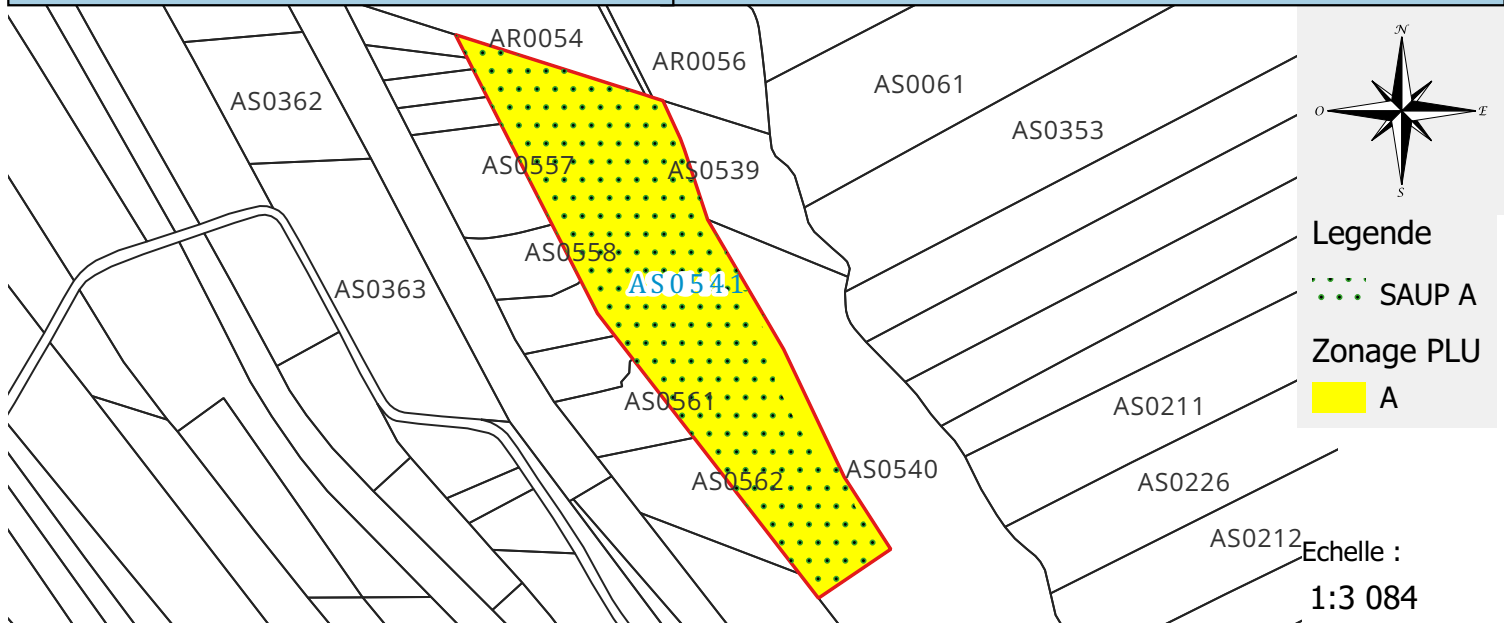 AR0054
AR0056
AS0061
AS0362
AS0353
AS0557
AS0539
AS0558
AS0541
AS0363
AS0561
AS0211
AS0562
AS0540
AS0226
AS0212
N
O
E
S
Legende
SAUP A
Zonage PLU
A
Echelle :
1:3 084